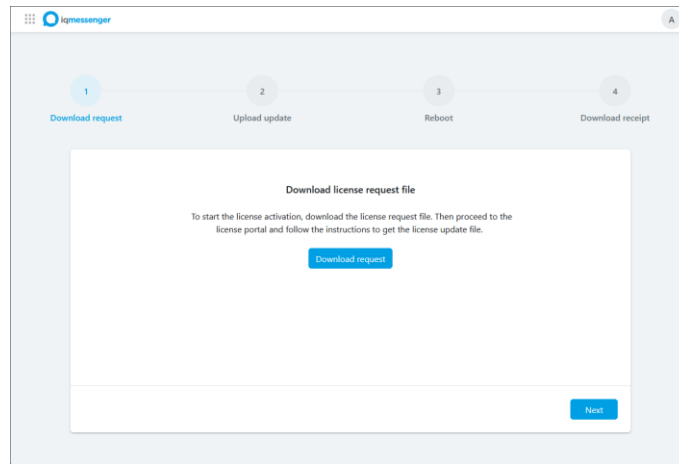 iqmessenger
A
1
2
3
4
Download request
Upload update
Reboot
Download receipt
Download license request file
To start the license activation, download the license request file. Then proceed to the
license portal and follow the instructions to get the license update file.
Download request
Next